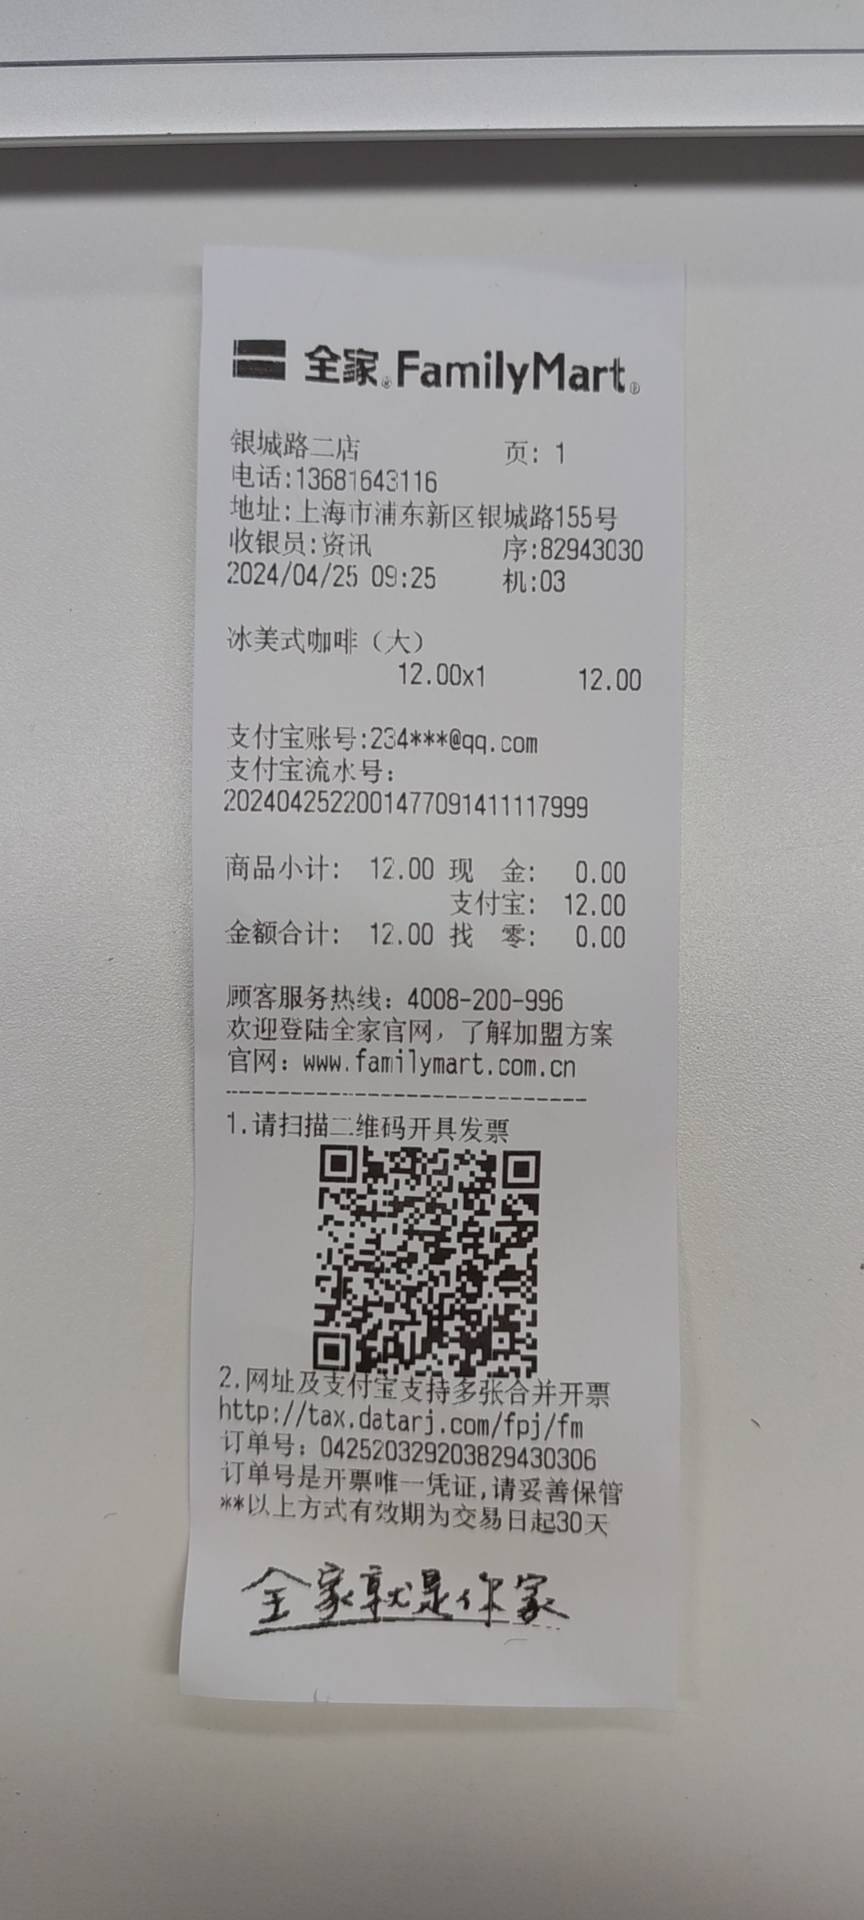 全家 FamilyMart
银城路二店 页: 1
电话:13681643116
地址:上海市浦东新区银城路155号
收银员:资讯 序:82943030
2024/04/25 09:25 机:03
冰美式咖啡（大）
12.00x1 12.00
支付宝账号:234***@qq.com
支付宝流水号:
2024042522001477091411117999
商品小计: 12.00 现 金: 0.00
支付宝: 12.00
金额合计: 12.00 找 零: 0.00
顾客服务热线: 4008-200-996
欢迎登陆全家官网，了解加盟方案
官网: www.familymart.com.cn
------------------------------
1.请扫描二维码开具发票
2.网址及支付宝支持多张合并开票
http://tax.datarj.com/fpj/fm
订单号: 042520329203829430306
订单号是开票唯一凭证,请妥善保管
**以上方式有效期为交易日起30天
全家就是你家